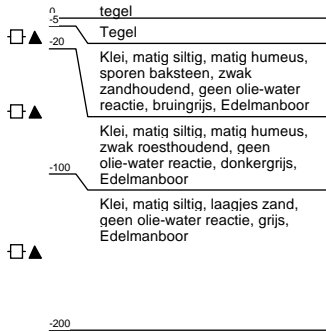 0
tegel
-5
Tegel
-20
Klei, matig siltig, matig humeus,
sporen baksteen, zwak
zandhoudend, geen olie-water
reactie, bruingrijs, Edelmanboor
Klei, matig siltig, matig humeus,
zwak roesthoudend, geen
olie-water reactie, donkergrijs,
Edelmanboor
-100
Klei, matig siltig, laagjes zand,
geen olie-water reactie, grijs,
Edelmanboor
-200